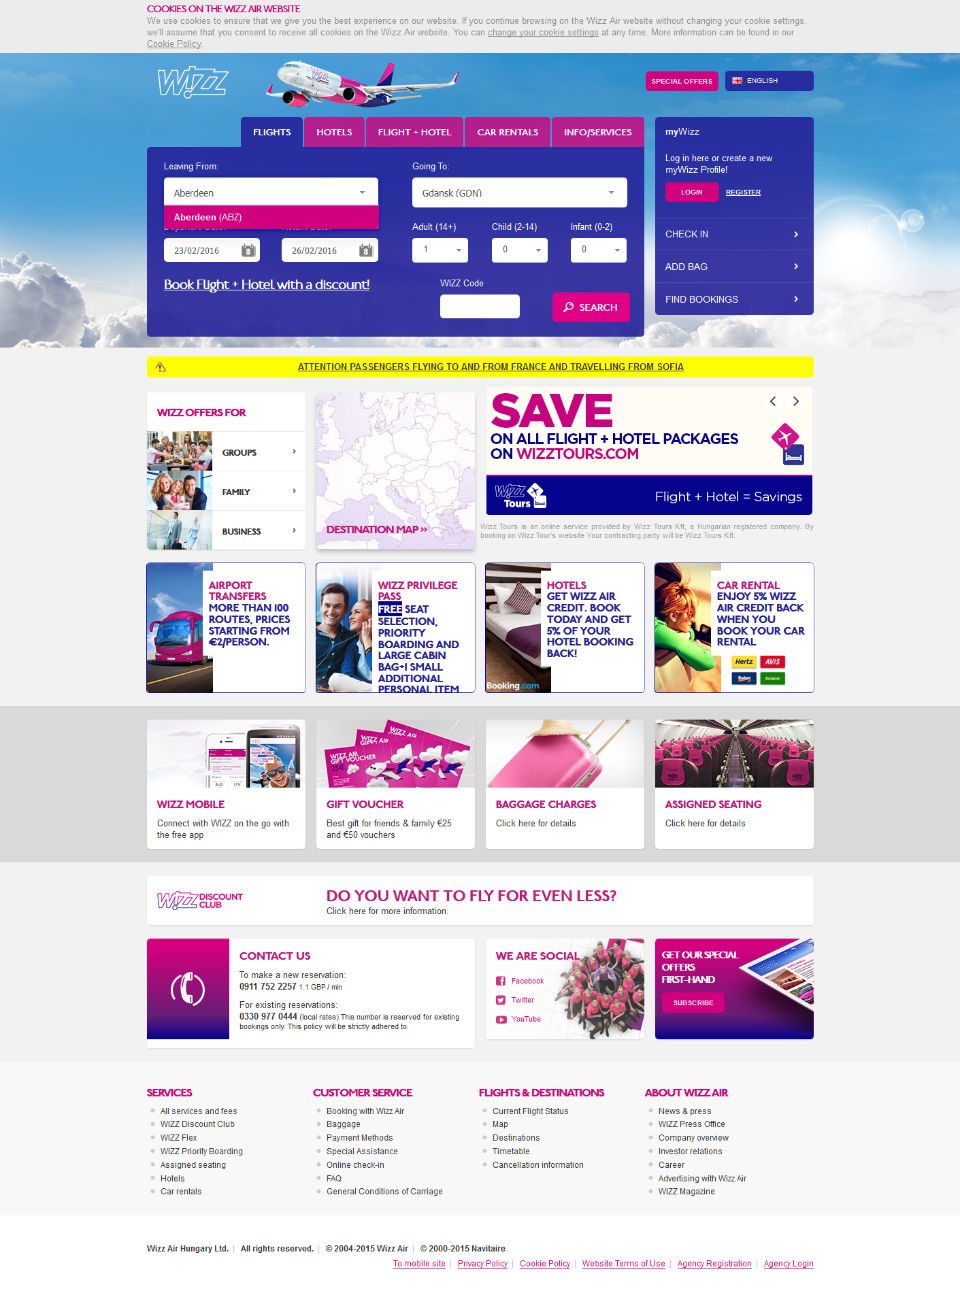 COOKIES ON THE WIZZ AIR WEBSITE
We use cookies to ensure that we give you the best experience on our website. If you continue browsing on the Wizz Air website without changing your cookie settings,
we'll assume that you consent to receive all cookies on the Wizz Air website. You can change your cookie settings at any time. More information can be found in our
Cookie Policy.
WIZZ
SPECIAL OFFERS
ENGLISH
FLIGHTS
HOTELS
FLIGHT + HOTEL
CAR RENTALS
INFO/SERVICES
Leaving From:
Going To:
Aberdeen
Gdansk (GDN)
Aberdeen (ABZ)
Adult (14+)
Child (2-14)
Infant (0-2)
23/02/2016
26/02/2016
1
0
0
Book Flight + Hotel with a discount!
WIZZ Code
SEARCH
myWizz
Log in here or create a new
myWizz Profile!
LOGIN
REGISTER
CHECK IN
ADD BAG
FIND BOOKINGS
ATTENTION PASSENGERS FLYING TO AND FROM FRANCE AND TRAVELLING FROM SOFIA
WIZZ OFFERS FOR
GROUPS
FAMILY
BUSINESS
DESTINATION MAP >>
SAVE
ON ALL FLIGHT + HOTEL PACKAGES
ON WIZZTOURS.COM
WIZZ Tours
Flight + Hotel = Savings
Wizz Tours is an online service provided by Wizz Tours Kft, a Hungarian registered company. By
booking on Wizz Tour's website Your contracting party will be Wizz Tours Kft.
AIRPORT
TRANSFERS
MORE THAN 100
ROUTES, PRICES
STARTING FROM
€2/PERSON.
WIZZ PRIVILEGE
PASS
FREE SEAT
SELECTION,
PRIORITY
BOARDING AND
LARGE CABIN
BAG+1 SMALL
ADDITIONAL
PERSONAL ITEM
HOTELS
GET WIZZ AIR
CREDIT. BOOK
TODAY AND GET
5% OF YOUR
HOTEL BOOKING
BACK!
Booking.com
CAR RENTAL
ENJOY 5% WIZZ
AIR CREDIT BACK
WHEN YOU
BOOK YOUR CAR
RENTAL
Hertz
AVIS
Budget
WIZZ AIR
GIFT VOUCHER
WIZZ MOBILE
Connect with WIZZ on the go with
the free app
GIFT VOUCHER
Best gift for friends & family €25
and €50 vouchers
BAGGAGE CHARGES
Click here for details
ASSIGNED SEATING
Click here for details
WIZZ DISCOUNT
CLUB
DO YOU WANT TO FLY FOR EVEN LESS?
Click here for more information.
CONTACT US
To make a new reservation:
0911 752 2257 1.1 GBP / min
For existing reservations:
0330 977 0444 (local rates) This number is reserved for existing
bookings only. This policy will be strictly adhered to.
WE ARE SOCIAL
Facebook
Twitter
YouTube
GET OUR SPECIAL
OFFERS
FIRST-HAND
SUBSCRIBE
SERVICES
All services and fees
WIZZ Discount Club
WIZZ Flex
WIZZ Priority Boarding
Assigned seating
Hotels
Car rentals
CUSTOMER SERVICE
Booking with Wizz Air
Baggage
Payment Methods
Special Assistance
Online check-in
FAQ
General Conditions of Carriage
FLIGHTS & DESTINATIONS
Current Flight Status
Map
Destinations
Timetable
Cancellation information
ABOUT WIZZ AIR
News & press
WIZZ Press Office
Company overview
Investor relations
Career
Advertising with Wizz Air
WIZZ Magazine
Wizz Air Hungary Ltd. | All rights reserved. | © 2004-2015 Wizz Air | © 2000-2015 Navitaire
To mobile site | Privacy Policy | Cookie Policy | Website Terms of Use | Agency Registration | Agency Login